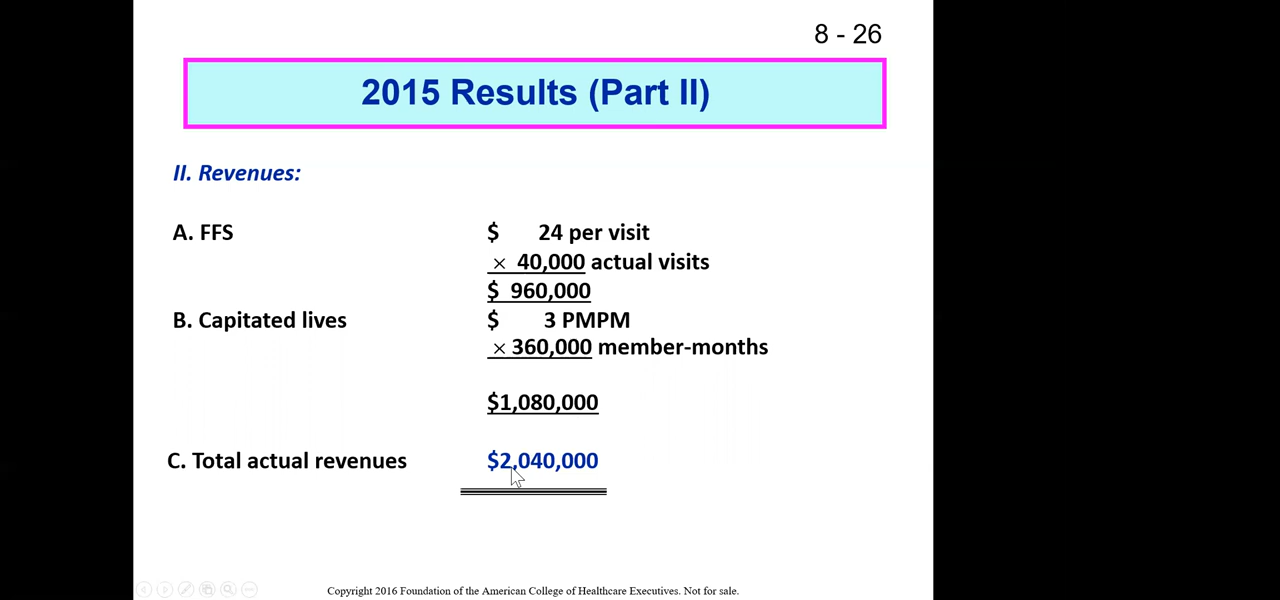 8 - 26
2015 Results (Part II)
II. Revenues:
A. FFS $ 24 per visit
× 40,000 actual visits
$ 960,000
B. Capitated lives $ 3 PMPM
× 360,000 member-months
$1,080,000
C. Total actual revenues $2,040,000
Copyright 2016 Foundation of the American College of Healthcare Executives. Not for sale.